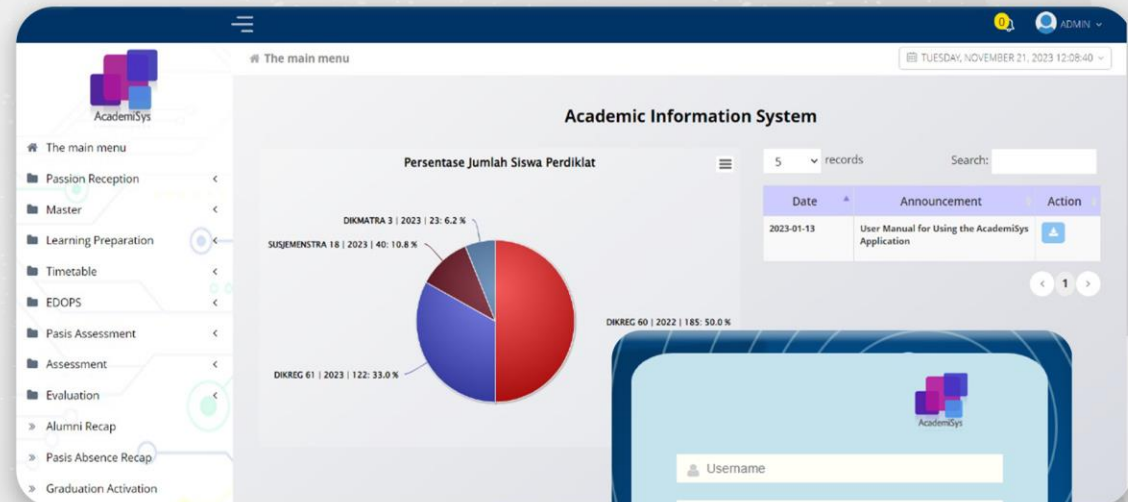 0
ADMIN
The main menu
TUESDAY, NOVEMBER 21, 2023 12:08:40
AcademiSys
The main menu
Passion Reception
Master
Learning Preparation
Timetable
EDOPS
Pasis Assessment
Assessment
Evaluation
Alumni Recap
Pasis Absence Recap
Graduation Activation
Academic Information System
Persentase Jumlah Siswa Perdiklat
DIKMATRA 3 | 2023 | 23: 6.2 %
SUSJEMENSTRA 18 | 2023 | 40: 10.8 %
DIKREG 60 | 2022 | 185: 50.0 %
DIKREG 61 | 2023 | 122: 33.0 %
5 records Search:
Date Announcement Action
2023-01-13 User Manual for Using the AcademiSys
Application
1
AcademiSys
Username